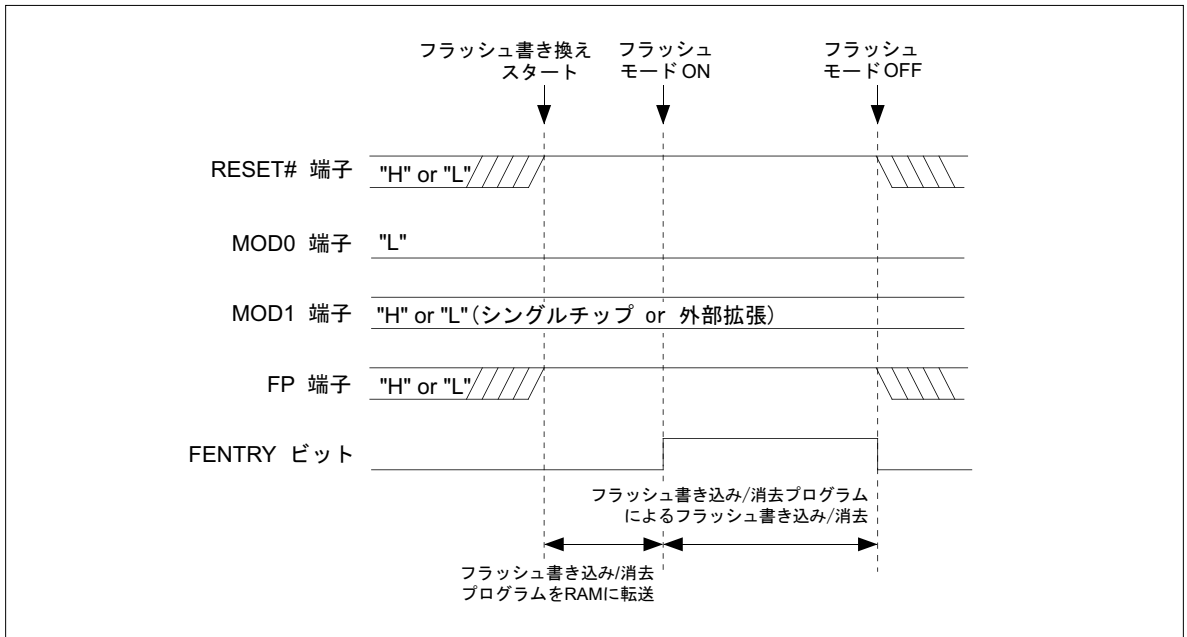 フラッシュ書き換え
スタート
フラッシュ
モード ON
フラッシュ
モード OFF
RESET# 端子
"H" or "L"
MOD0 端子
"L"
MOD1 端子
"H" or "L" (シングルチップ or 外部拡張)
FP 端子
"H" or "L"
FENTRY ビット
フラッシュ書き込み/消去プログラム
によるフラッシュ書き込み/消去
フラッシュ書き込み/消去
プログラムをRAMに転送